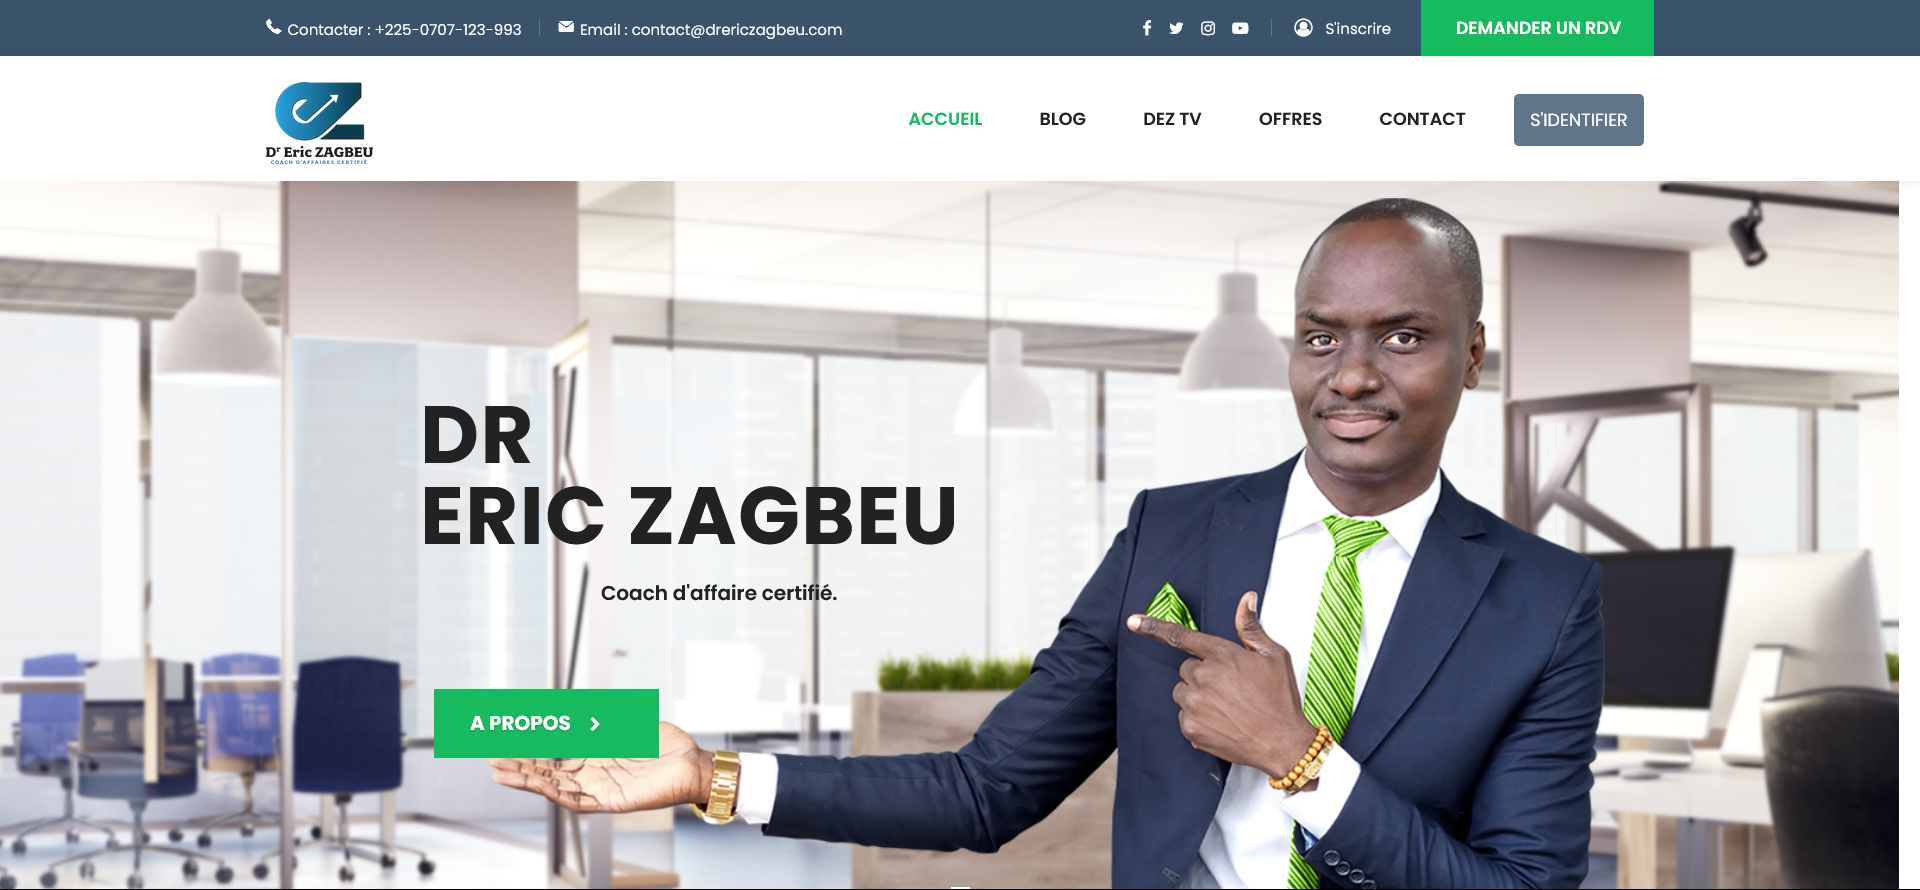 Contacter : +225-0707-123-993
Email : contact@drericzagbeu.com
S'inscrire
DEMANDER UN RDV
Dr Eric ZAGBEU
COACH D'AFFAIRES CERTIFIÉ
ACCUEIL
BLOG
DEZ TV
OFFRES
CONTACT
S'IDENTIFIER
DR
ERIC ZAGBEU
Coach d'affaire certifié.
A PROPOS